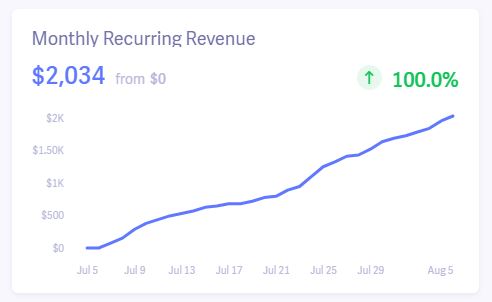 Monthly Recurring Revenue
$2,034 from $0
↑ 100.0%
$2K
$1.50K
$1K
$500
$0
Jul 5 Jul 9 Jul 13 Jul 17 Jul 21 Jul 25 Jul 29 Aug 5